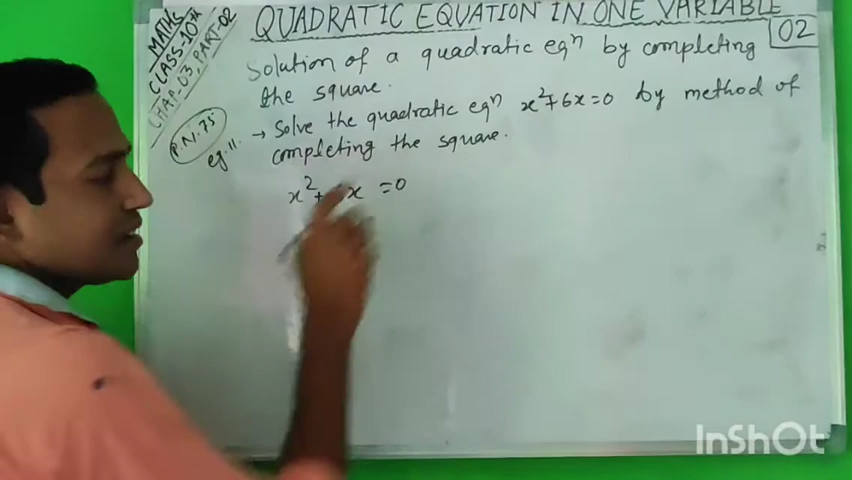 MATHS
CLASS-10th
CHAP-03, PART-02
QUADRATIC EQUATION IN ONE VARIABLE
02
Solution of a quadratic eqⁿ by completing
the square.
P.N. 75
eg. 11.
→ Solve the quadratic eqⁿ x²+6x=0 by method of
completing the square.
x²+ x =0
InShOt